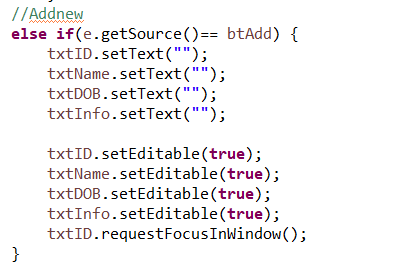 //Addnew
else if(e.getSource()== btAdd) {
txtID.setText("");
txtName.setText("");
txtDOB.setText("");
txtInfo.setText("");
txtID.setEditable(true);
txtName.setEditable(true);
txtDOB.setEditable(true);
txtInfo.setEditable(true);
txtID.requestFocusInWindow();
}